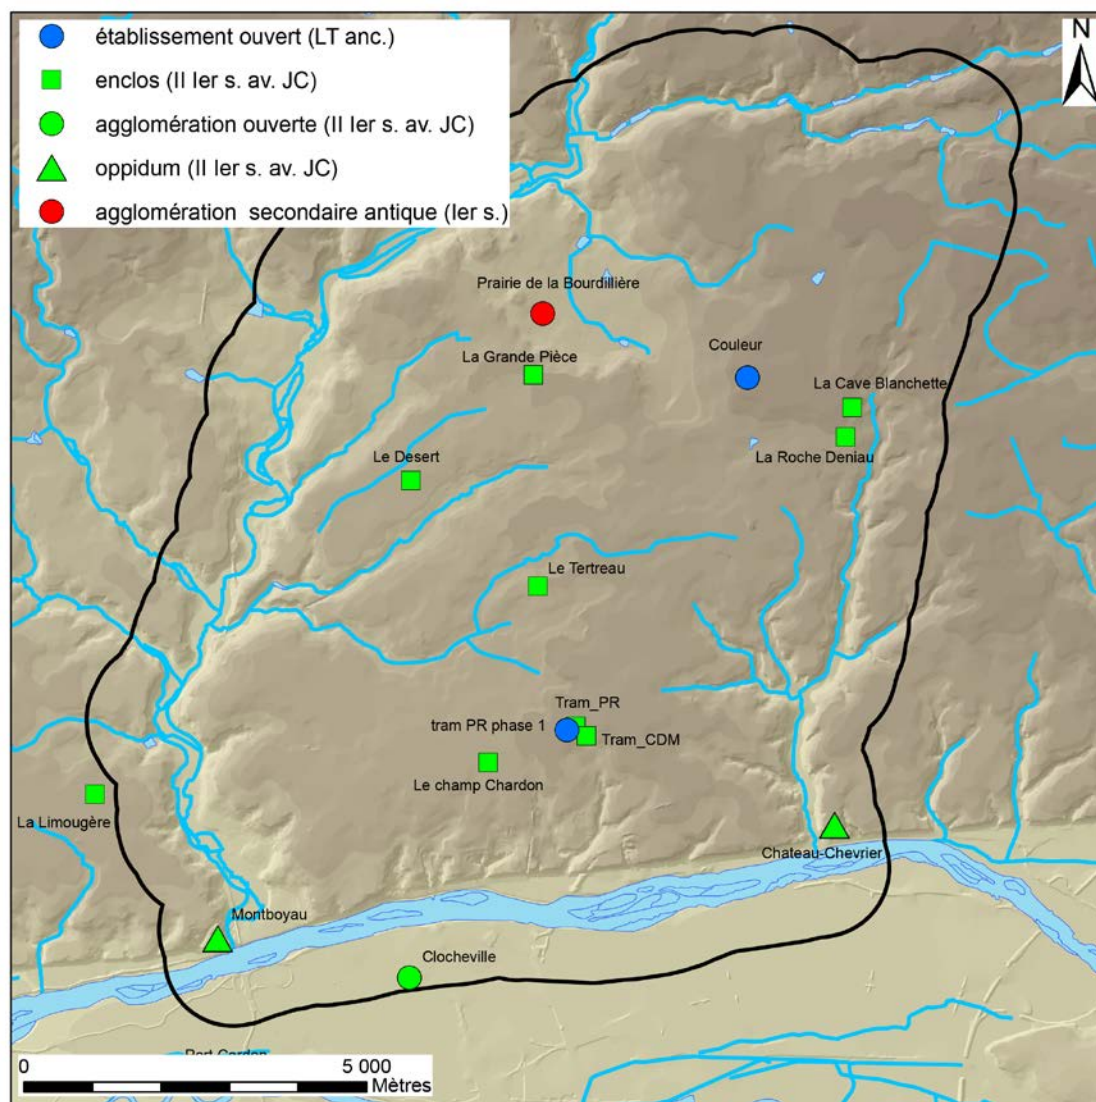 établissement ouvert (LT anc.)
enclos (II Ier s. av. JC)
agglomération ouverte (II Ier s. av. JC)
oppidum (II Ier s. av. JC)
agglomération secondaire antique (Ier s.)
N
Prairie de la Bourdillière
La Grande Pièce
Couleur
La Cave Blanchette
La Roche Deniau
Le Desert
Le Tertreau
Tram_PR
tram PR phase 1
Tram_CDM
Le champ Chardon
La Limougère
Chateau-Chevrier
Montboyau
Clocheville
0 5 000
Mètres